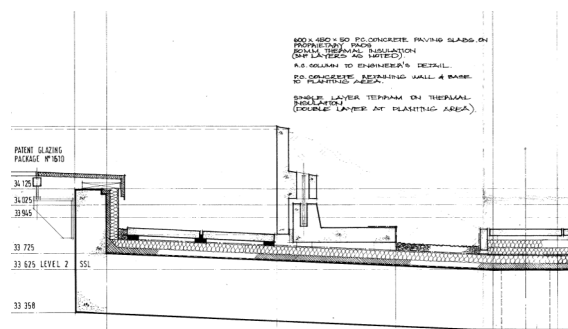 600 x 450 x 50 P.C. CONCRETE PAVING SLABS ON
PROPRIETARY PADS
80MM THERMAL INSULATION
LAYERS AS NOTED).
R.C. COLUMN TO ENGINEER'S DETAIL.
P.C. CONCRETE RETAINING WALL & BASE
TO PLANTING AREA.
SINGLE LAYER TERRAM ON THERMAL
INSULATION
(DOUBLE LAYER AT PLANTING AREA).
PATENT GLAZING
PACKAGE Nº 1610
34 125
34 025
33 945
33 725
33 625 LEVEL 2 SSL
33 350